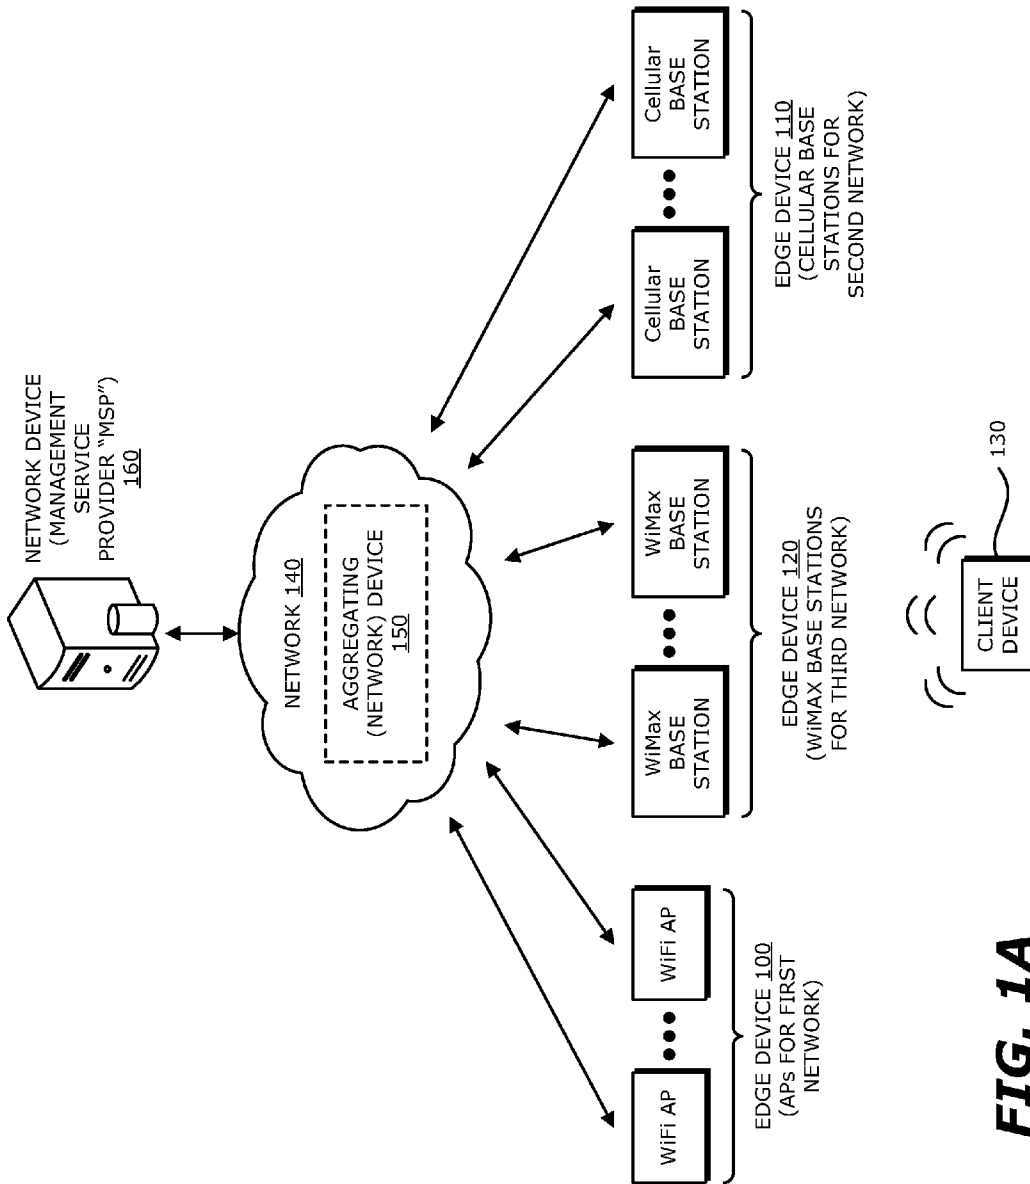 NETWORK DEVICE
(MANAGEMENT
SERVICE
PROVIDER “MSP”)
160
NETWORK 140
AGGREGATING
(NETWORK) DEVICE
150
WiFi AP
WiFi AP
WiMax
BASE
STATION
WiMax
BASE
STATION
Cellular
BASE
STATION
Cellular
BASE
STATION
EDGE DEVICE 100
(APs FOR FIRST
NETWORK)
EDGE DEVICE 120
(WiMAX BASE STATIONS
FOR THIRD NETWORK)
EDGE DEVICE 110
(CELLULAR BASE
STATIONS FOR
SECOND NETWORK)
130
CLIENT
DEVICE
FIG. 1A